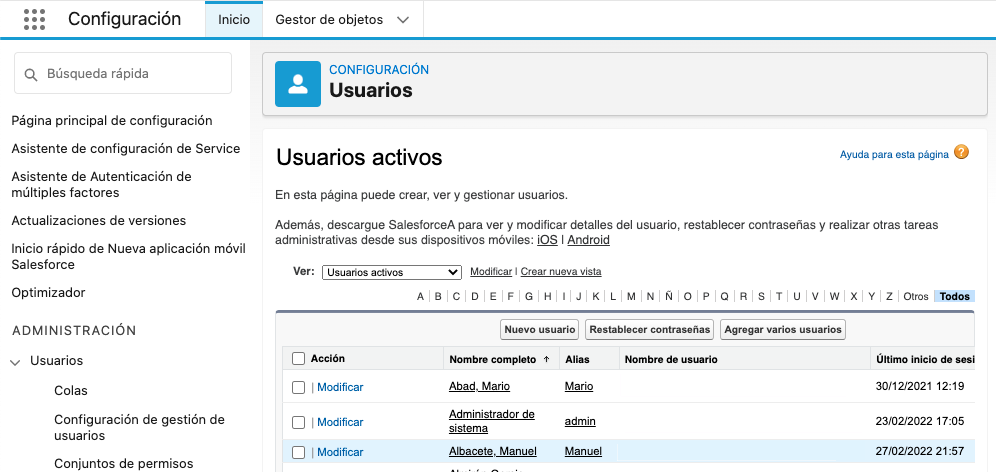 Configuración
Inicio
Gestor de objetos
Búsqueda rápida
Página principal de configuración
Asistente de configuración de Service
Asistente de Autenticación de
múltiples factores
Actualizaciones de versiones
Inicio rápido de Nueva aplicación móvil
Salesforce
Optimizador
ADMINISTRACIÓN
Usuarios
Colas
Configuración de gestión de
usuarios
Conjuntos de permisos
CONFIGURACIÓN
Usuarios
Usuarios activos
Ayuda para esta página ?
En esta página puede crear, ver y gestionar usuarios.
Además, descargue SalesforceA para ver y modificar detalles del usuario, restablecer contraseñas y realizar otras tareas
administrativas desde sus dispositivos móviles: iOS | Android
Ver: Usuarios activos Modificar | Crear nueva vista
A | B | C | D | E | F | G | H | I | J | K | L | M | N | Ñ | O | P | Q | R | S | T | U | V | W | X | Y | Z | Otros | Todos
Nuevo usuario Restablecer contraseñas Agregar varios usuarios
Acción Nombre completo ↑ Alias Nombre de usuario Último inicio de sesi
| Modificar Abad, Mario Mario 30/12/2021 12:19
| Modificar Administrador de sistema admin 23/02/2022 17:05
| Modificar Albacete, Manuel Manuel 27/02/2022 21:57